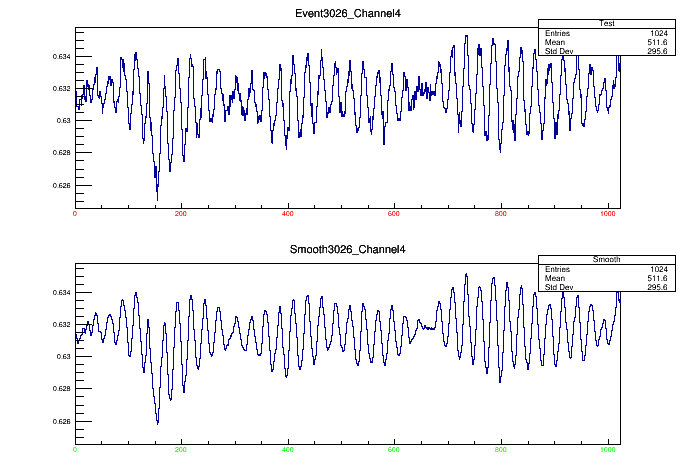 Event3026_Channel4
Test
Entries 1024
Mean 511.6
Std Dev 295.6
0.634
0.632
0.63
0.628
0.626
0 200 400 600 800 1000
Smooth3026_Channel4
Smooth
Entries 1024
Mean 511.6
Std Dev 295.6
0.634
0.632
0.63
0.628
0.626
0 200 400 600 800 1000